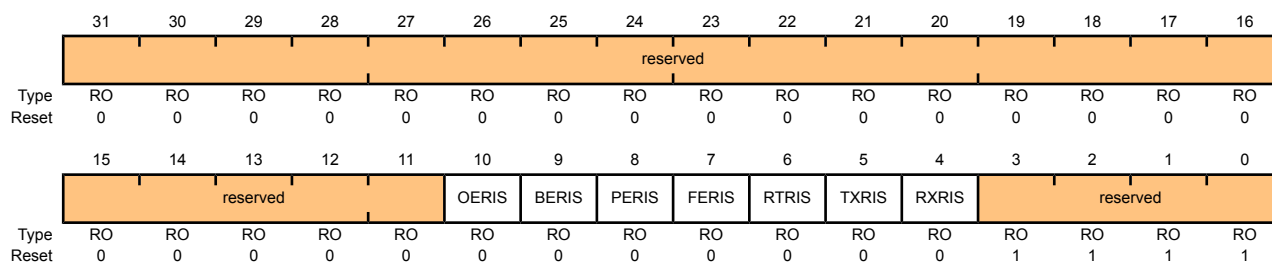 31 30 29 28 27 26 25 24 23 22 21 20 19 18 17 16
reserved
Type RO RO RO RO RO RO RO RO RO RO RO RO RO RO RO RO
Reset 0 0 0 0 0 0 0 0 0 0 0 0 0 0 0 0
15 14 13 12 11 10 9 8 7 6 5 4 3 2 1 0
reserved OERIS BERIS PERIS FERIS RTRIS TXRIS RXRIS reserved
Type RO RO RO RO RO RO RO RO RO RO RO RO RO RO RO RO
Reset 0 0 0 0 0 0 0 0 0 0 0 0 1 1 1 1